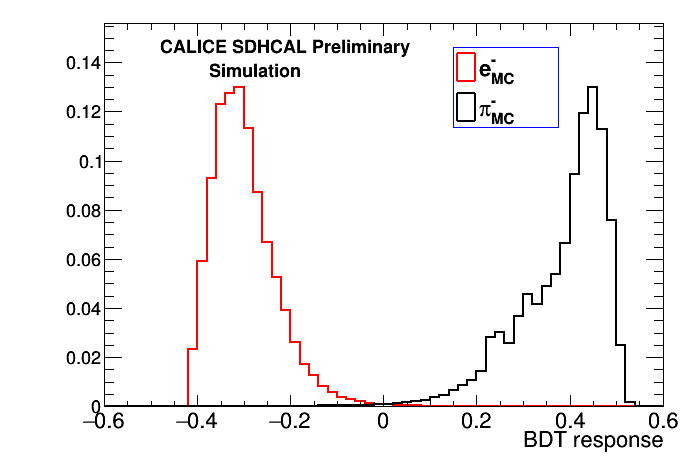 CALICE SDHCAL Preliminary
Simulation
e⁻MC
π⁻MC
0.14
0.12
0.1
0.08
0.06
0.04
0.02
0
−0.6 −0.4 −0.2 0 0.2 0.4 0.6
BDT response